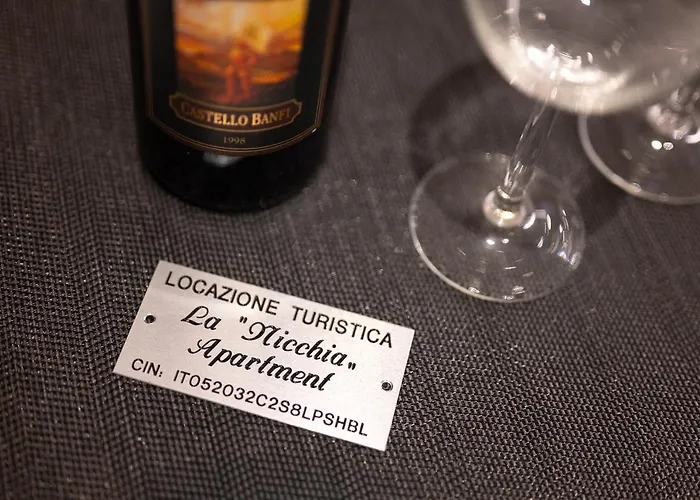 CASTELLO BANFI
1998
LOCAZIONE TURISTICA
La "Nicchia"
Apartment
CIN: IT052032C2S8LPSHBL